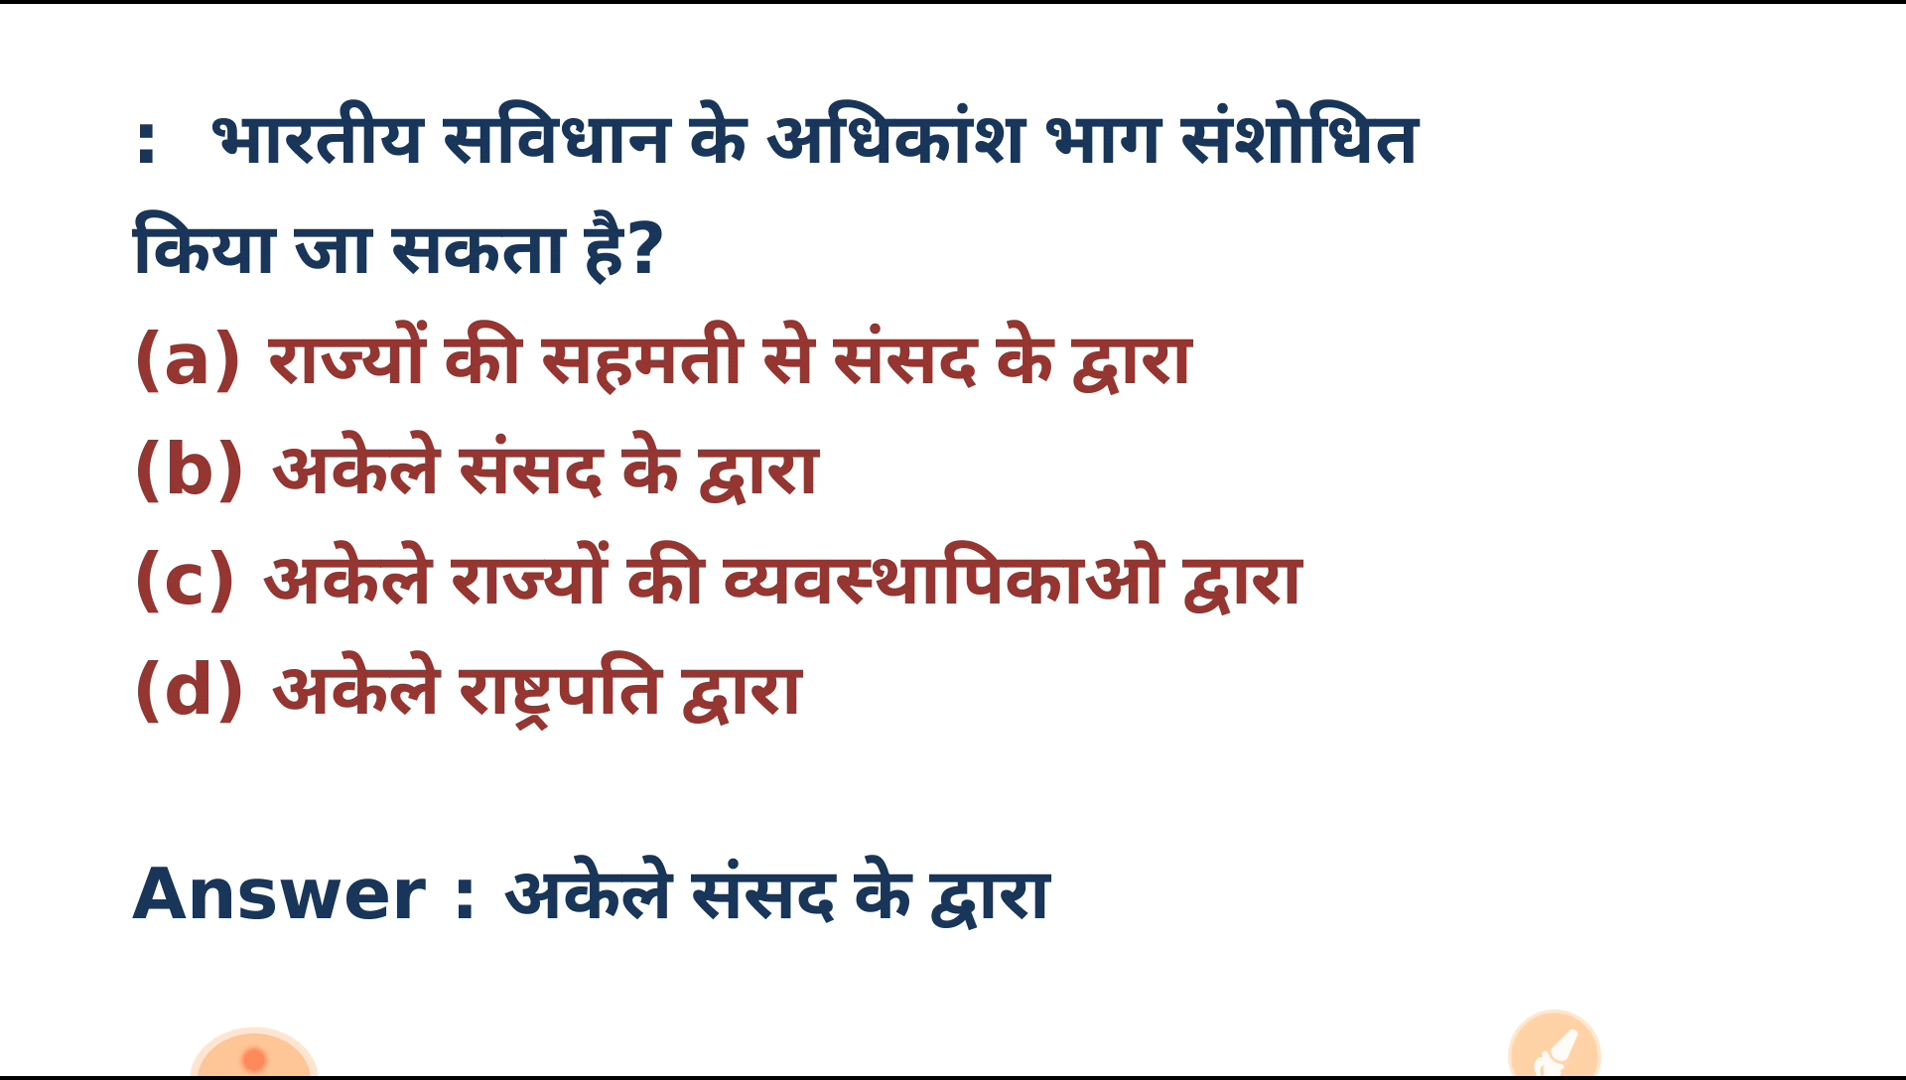 : भारतीय सविधान के अधिकांश भाग संशोधित
किया जा सकता है?
(a) राज्यों की सहमती से संसद के द्वारा
(b) अकेले संसद के द्वारा
(c) अकेले राज्यों की व्यवस्थापिकाओ द्वारा
(d) अकेले राष्ट्रपति द्वारा
Answer : अकेले संसद के द्वारा